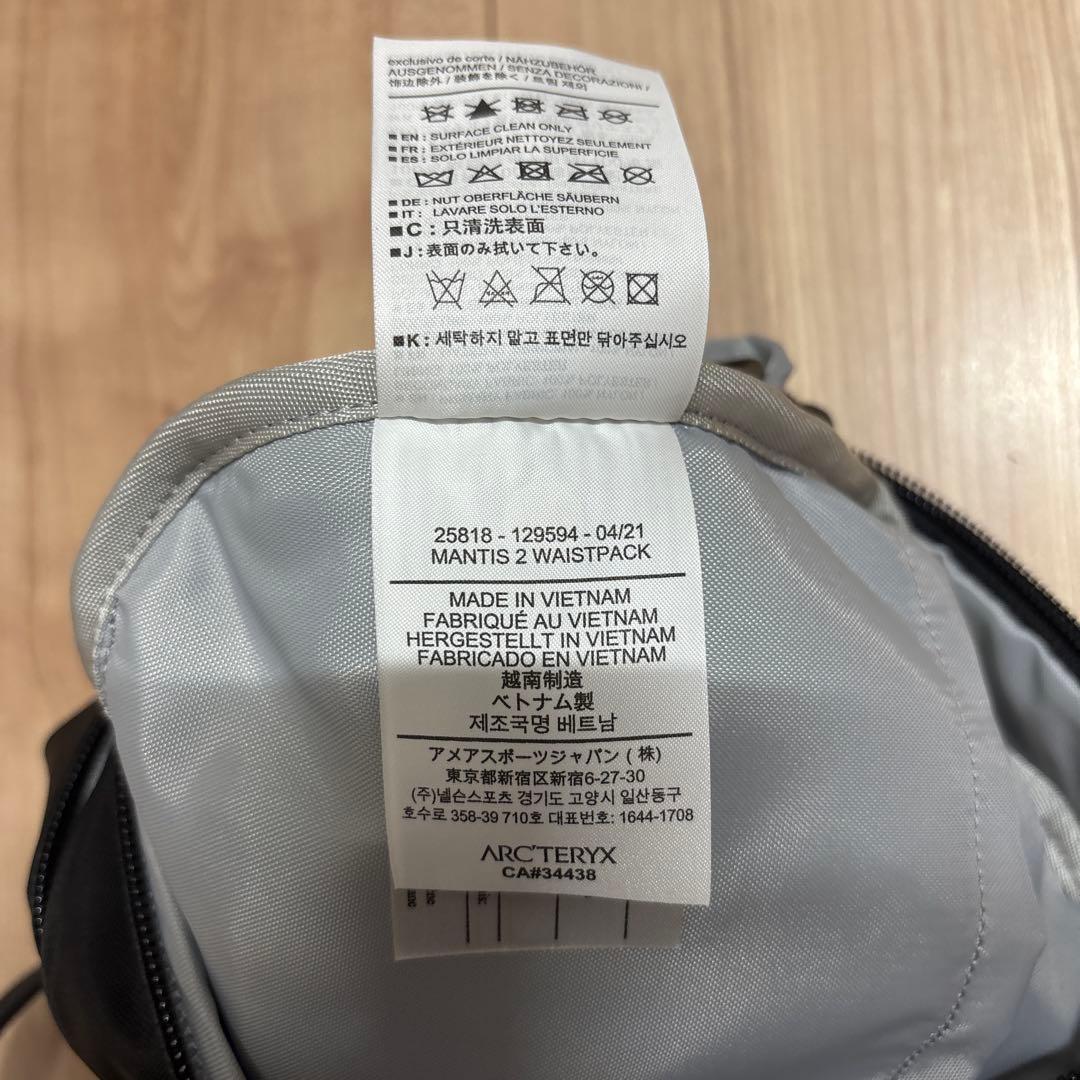 exclusivo de corte / NÄHZUBEHÖR
AUSGENOMMEN / SENZA DECORAZIONI /
饰边除外 / 装飾を除く / 트림 제외
■ EN : SURFACE CLEAN ONLY
■ FR : EXTÉRIEUR NETTOYEZ SEULEMENT
■ ES : SOLO LIMPIAR LA SUPERFICIE
■ DE : NUT OBERFLÄCHE SÄUBERN
■ IT : LAVARE SOLO L'ESTERNO
■C : 只清洗表面
■J : 表面のみ拭いて下さい。
■K : 세탁하지 말고 표면만 닦아주십시오
25818 - 129594 - 04/21
MANTIS 2 WAISTPACK
MADE IN VIETNAM
FABRIQUÉ AU VIETNAM
HERGESTELLT IN VIETNAM
FABRICADO EN VIETNAM
越南制造
ベトナム製
제조국명 베트남
アメアスポーツジャパン ( 株)
東京都新宿区新宿6-27-30
(주)넬슨스포츠 경기도 고양시 일산동구
호수로 358-39 710호 대표번호: 1644-1708
ARC'TERYX
CA#34438